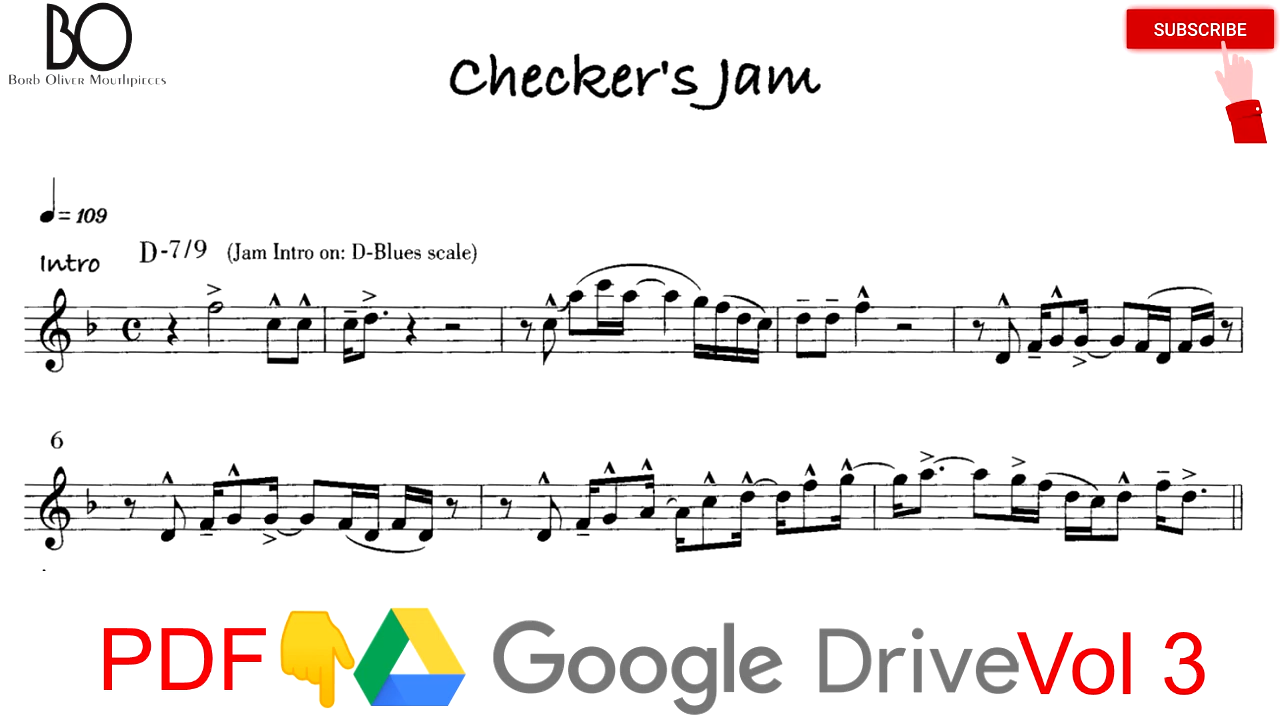 BO
Borb Oliver Mouthpieces
SUBSCRIBE
Checker's Jam
= 109
Intro
D-7/9 (Jam Intro on: D-Blues scale)
6
PDF Google Drive Vol 3